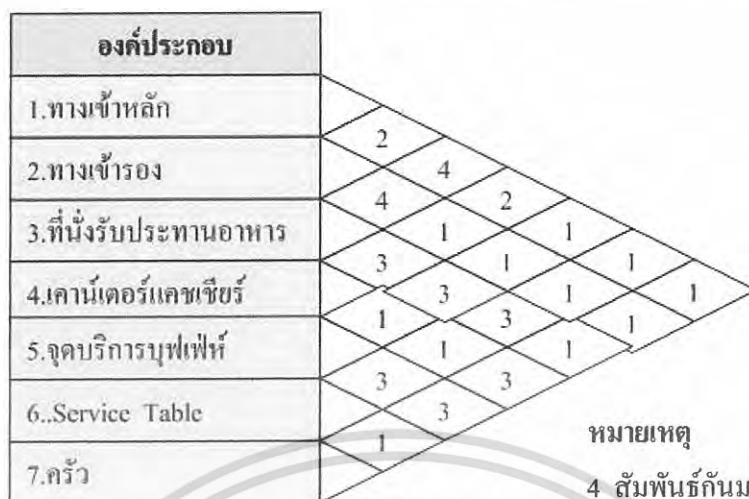 องค์ประกอบ
1.ทางเข้าหลัก
2
2.ทางเข้ารอง 4
4 2
3.ที่นั่งรับประทานอาหาร 1 1
3 1 1
4.เคาน์เตอร์แคชเชียร์ 3 1 1
1 3 1
5.จุดบริการบุฟเฟ่ห์ 1 1
3 3
6..Service Table 3
1
หมายเหตุ
7.ครัว
4 สัมพันธ์กันม